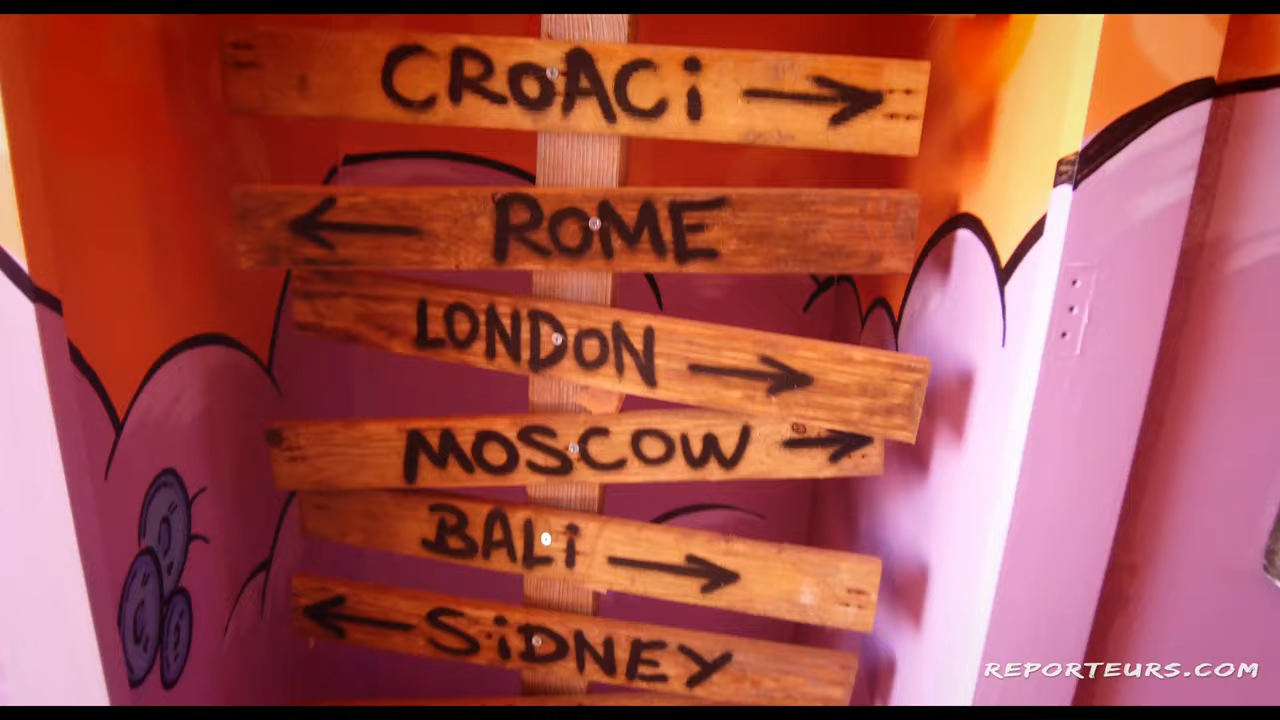 CROACi →
← ROME
LONDON →
MOSCOW →
BALi →
← SiDNEY
REPORTEURS.COM